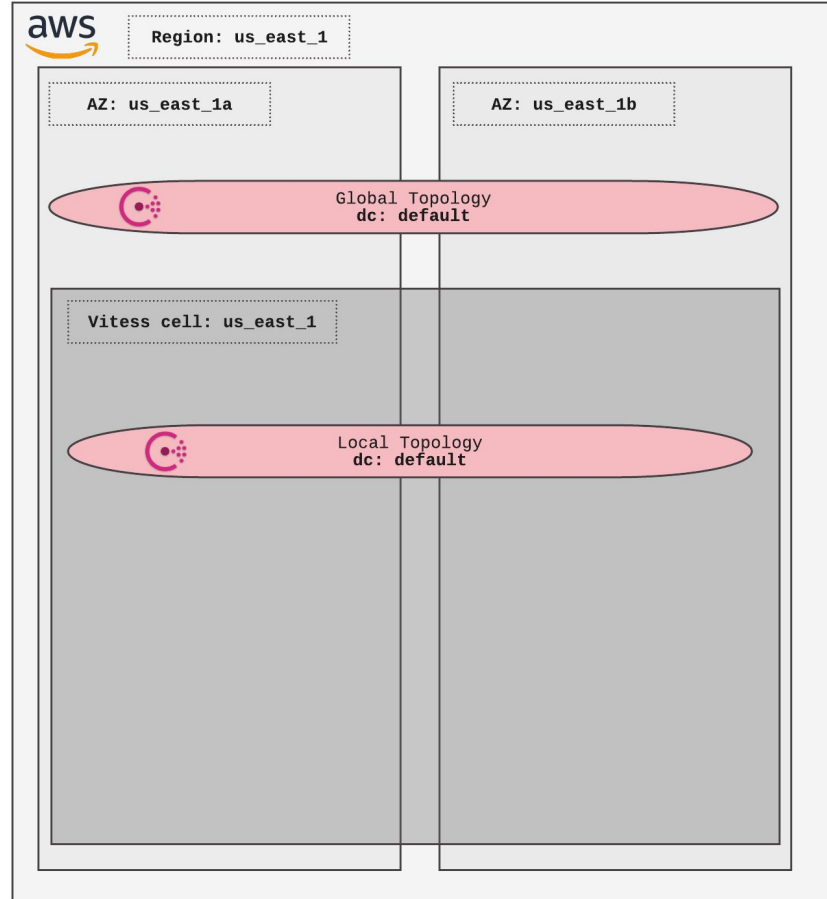 aws
Region: us_east_1
AZ: us_east_1a
AZ: us_east_1b
Global Topology
dc: default
Vitess cell: us_east_1
Local Topology
dc: default